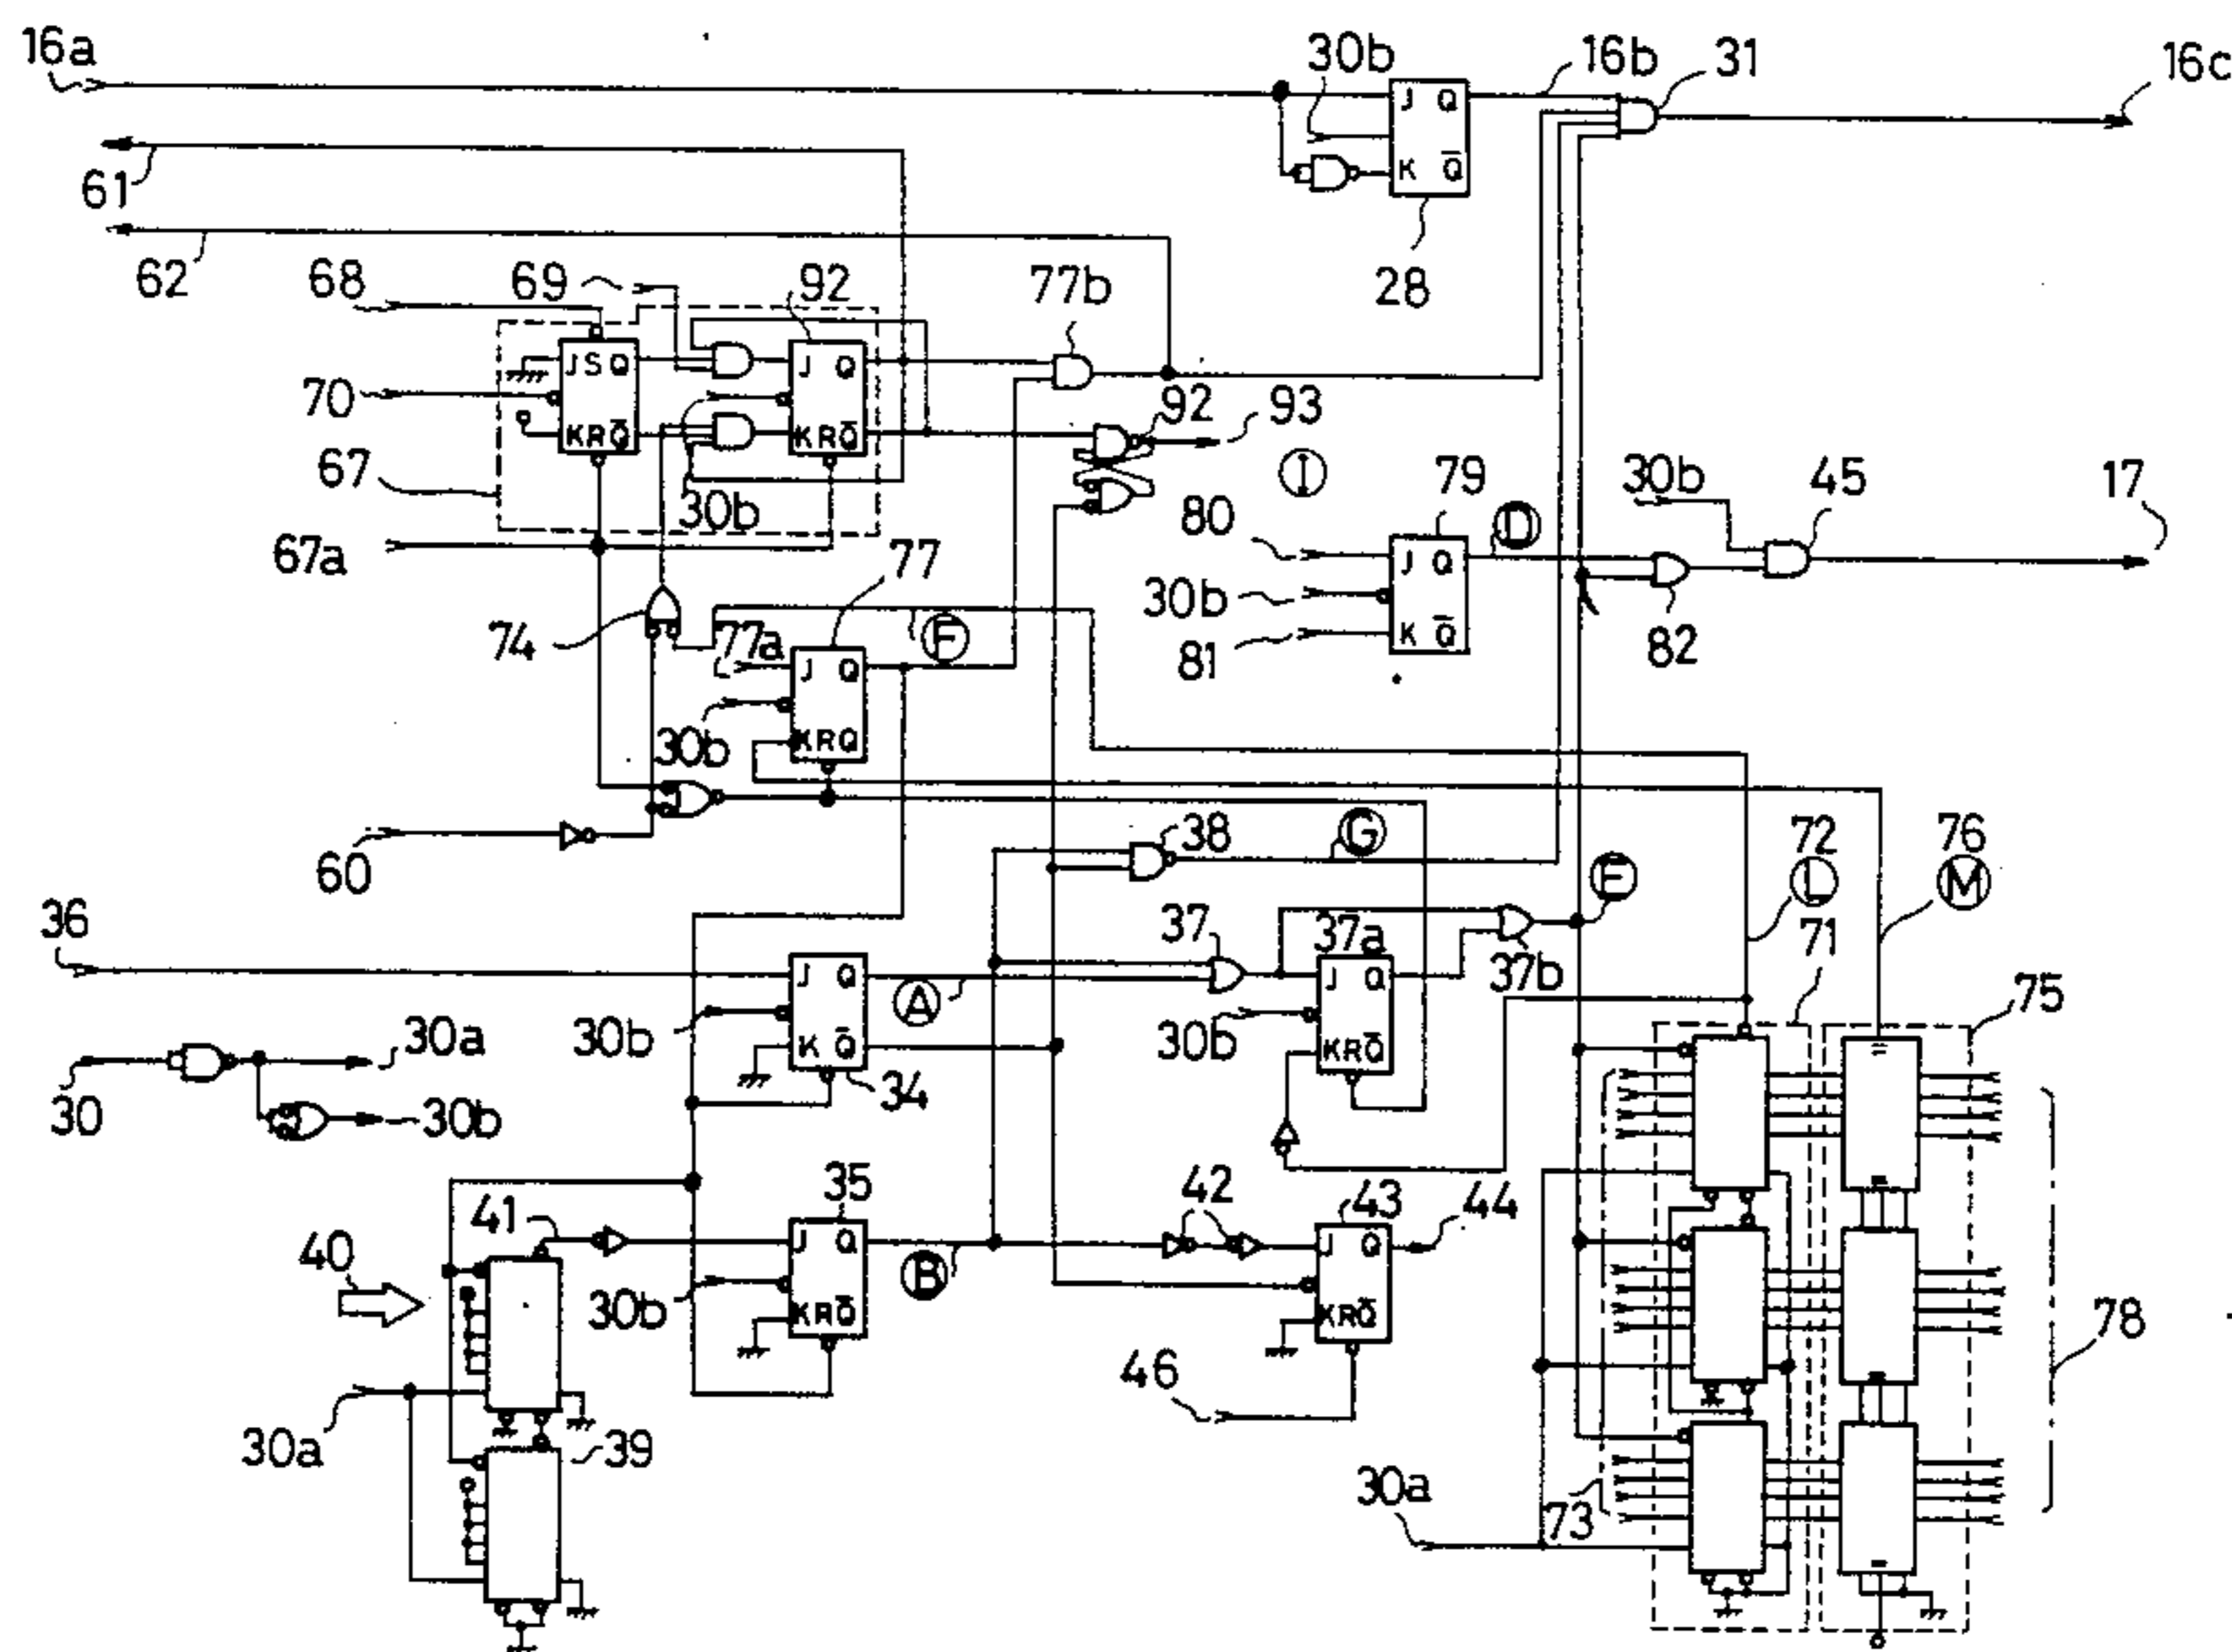 16a
30b
16b
31
16c
J Q
K Q̅
28
61
62
68
69
92
77b
J S Q
J Q
70
K R Q̅
K R Q̅
92
93
67
30b
I
79
30b
45
17
80
D
J Q
67a
77
30b
K Q̅
81
82
74
77a
F
J Q
30b
K R Q
60
38
G
72
L
76
M
E
71
36
37
37a
37b
75
J Q
A
J Q
30b
30b
K Q̅
34
K R Q̅
30a
30
30b
=
=
41
35
42
43
44
40
J Q
J Q
B
30b
K R Q̅
K R Q̅
78
46
=
30a
39
30a
73
=